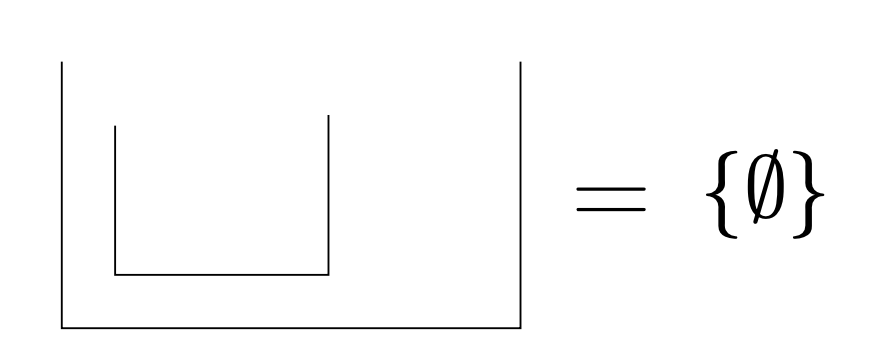 = {∅}